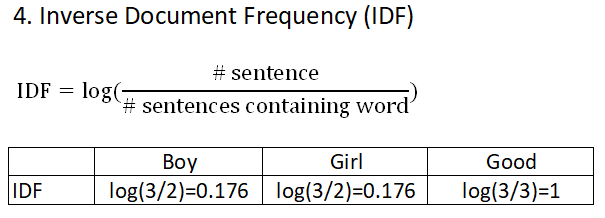 4. Inverse Document Frequency (IDF)
# sentence
IDF = log(
# sentences containing word
)
Boy Girl Good
IDF log(3/2)=0.176 log(3/2)=0.176 log(3/3)=1